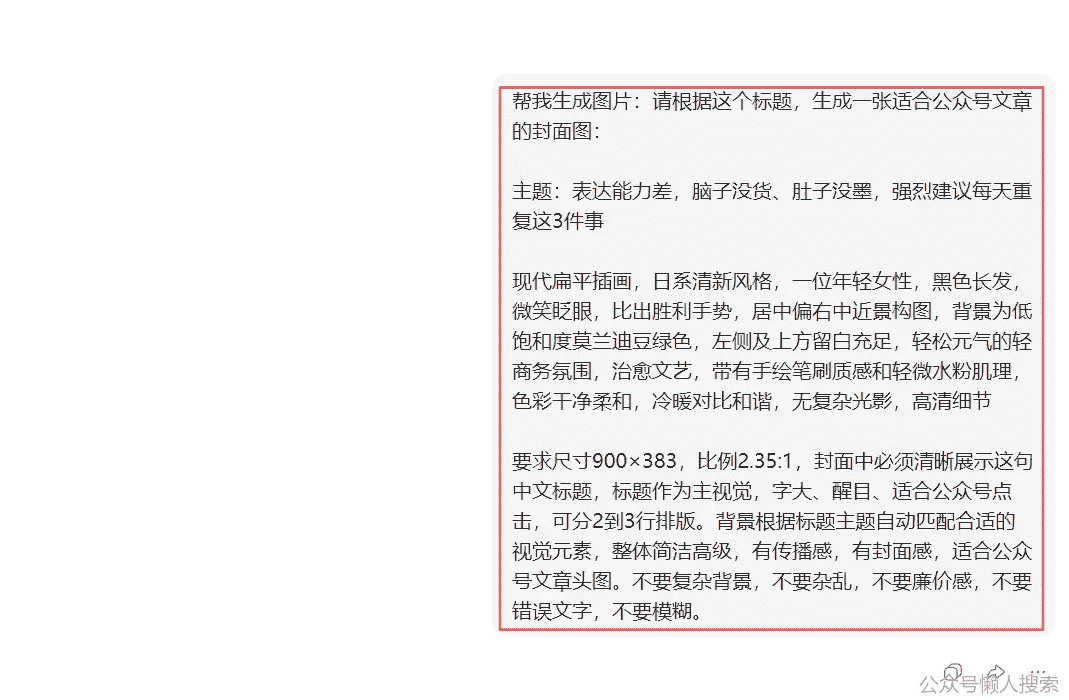 帮我生成图片：请根据这个标题，生成一张适合公众号文章
的封面图：
主题：表达能力差，脑子没货、肚子没墨，强烈建议每天重
复这3件事
现代扁平插画，日系清新风格，一位年轻女性，黑色长发，
微笑眨眼，比出胜利手势，居中偏右中近景构图，背景为低
饱和度莫兰迪豆绿色，左侧及上方留白充足，轻松元气的轻
商务氛围，治愈文艺，带有手绘笔刷质感和轻微水粉肌理，
色彩干净柔和，冷暖对比和谐，无复杂光影，高清细节
要求尺寸900×383，比例2.35:1，封面中必须清晰展示这句
中文标题，标题作为主视觉，字大、醒目、适合公众号点
击，可分2到3行排版。背景根据标题主题自动匹配合适的
视觉元素，整体简洁高级，有传播感，有封面感，适合公众
号文章头图。不要复杂背景，不要杂乱，不要廉价感，不要
错误文字，不要模糊。
公众号懒人搜索